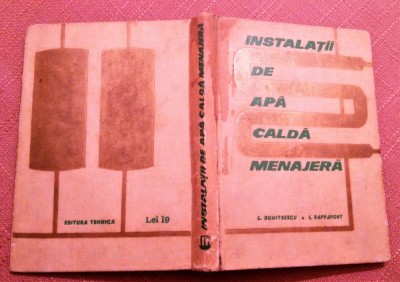 EDITURA TEHNICĂ
Lei 19
INSTALAȚII DE APĂ CALDĂ MENAJERĂ
INSTALAȚII
DE
APĂ
CALDĂ
MENAJERĂ
L. DUMITRESCU • I. RAPPAPORT